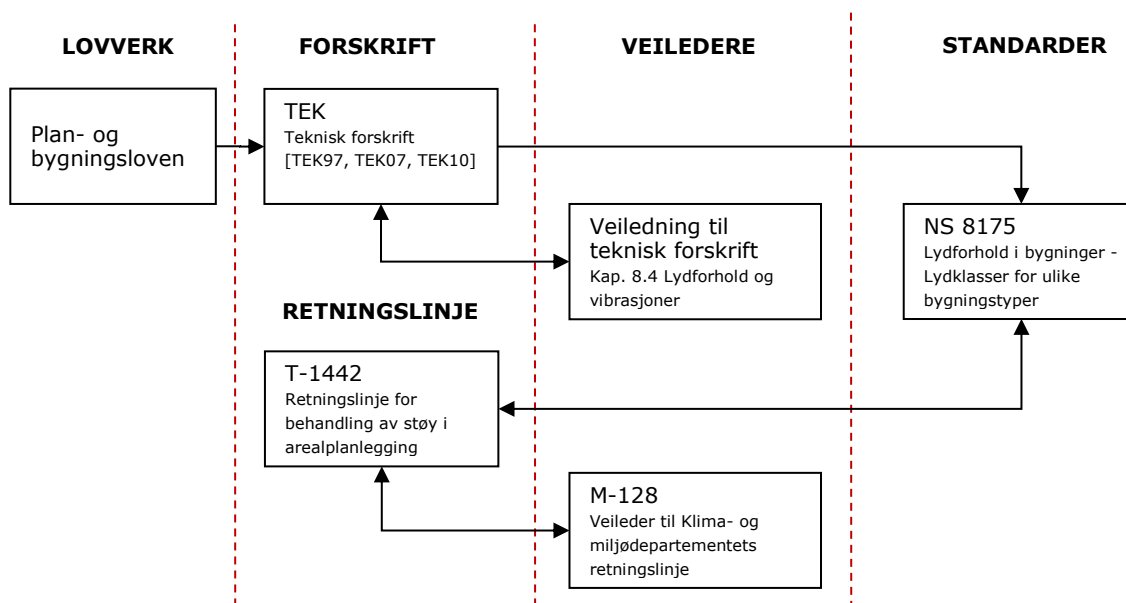 LOVVERK
FORSKRIFT
VEILEDERE
STANDARDER
Plan- og
bygningsloven
TEK
Teknisk forskrift
[TEK97, TEK07, TEK10]
Veiledning til
teknisk forskrift
Kap. 8.4 Lydforhold og
vibrasjoner
NS 8175
Lydforhold i bygninger -
Lydklasser for ulike
bygningstyper
RETNINGSLINJE
T-1442
Retningslinje for
behandling av støy i
arealplanlegging
M-128
Veileder til Klima- og
miljødepartementets
retningslinje